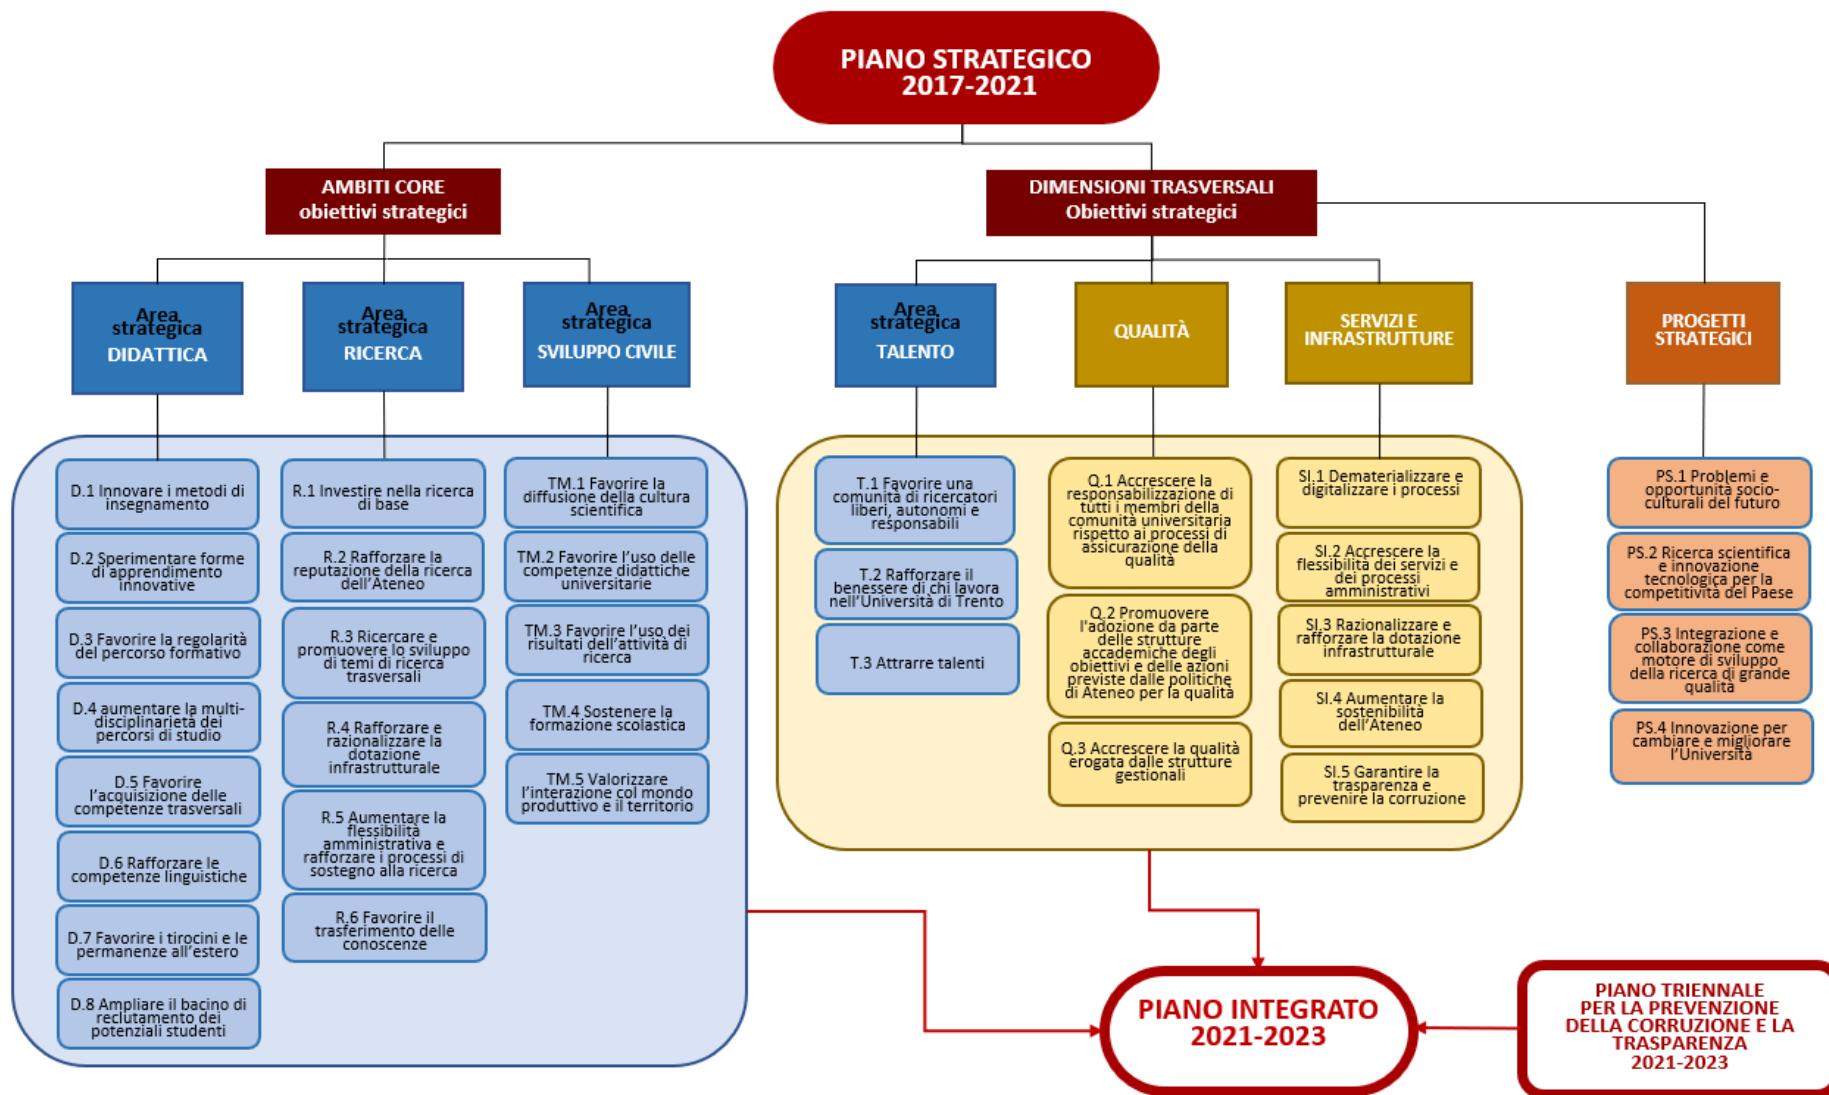 PIANO STRATEGICO
2017-2021
AMBITI CORE
obiettivi strategici
DIMENSIONI TRASVERSALI
Obiettivi strategici
Area
strategica
DIDATTICA
Area
strategica
RICERCA
Area
strategica
SVILUPPO CIVILE
Area
strategica
TALENTO
QUALITÀ
SERVIZI E
INFRASTRUTTURE
PROGETTI
STRATEGICI
D.1 Innovare i metodi di
insegnamento
D.2 Sperimentare forme
di apprendimento
innovative
D.3 Favorire la regolarità
del percorso formativo
D.4 aumentare la multi-
disciplinarietà dei
percorsi di studio
D.5 Favorire
l'acquisizione delle
competenze trasversali
D.6 Rafforzare le
competenze linguistiche
D.7 Favorire i tirocini e le
permanenze all'estero
D.8 Ampliare il bacino di
reclutamento dei
potenziali studenti
R.1 Investire nella ricerca
di base
R.2 Rafforzare la
reputazione della ricerca
dell'Ateneo
R.3 Ricercare e
promuovere lo sviluppo
di temi di ricerca
trasversali
R.4 Rafforzare e
razionalizzare la
dotazione
infrastrutturale
R.5 Aumentare la
flessibilità
amministrativa e
rafforzare i processi di
sostegno alla ricerca
R.6 Favorire il
trasferimento delle
conoscenze
TM.1 Favorire la
diffusione della cultura
scientifica
TM.2 Favorire l'uso delle
competenze didattiche
universitarie
TM.3 Favorire l'uso dei
risultati dell'attività di
ricerca
TM.4 Sostenere la
formazione scolastica
TM.5 Valorizzare
l'interazione col mondo
produttivo e il territorio
T.1 Favorire una
comunità di ricercatori
liberi, autonomi e
responsabili
T.2 Rafforzare il
benessere di chi lavora
nell'Università di Trento
T.3 Attrarre talenti
Q.1 Accrescere la
responsabilizzazione di
tutti i membri della
comunità universitaria
rispetto ai processi di
assicurazione della
qualità
Q.2 Promuovere
l'adozione da parte
delle strutture
accademiche degli
obiettivi e delle azioni
previste dalle politiche
di Ateneo per la qualità
Q.3 Accrescere la qualità
erogata dalle strutture
gestionali
SI.1 Dematerializzare e
digitalizzare i processi
SI.2 Accrescere la
flessibilità dei servizi e
dei processi
amministrativi
SI.3 Razionalizzare e
rafforzare la dotazione
infrastrutturale
SI.4 Aumentare la
sostenibilità
dell'Ateneo
SI.5 Garantire la
trasparenza e
prevenire la corruzione
PS.1 Problemi e
opportunità socio-
culturali del futuro
PS.2 Ricerca scientifica
e innovazione
tecnologica per la
competitività del Paese
PS.3 Integrazione e
collaborazione come
motore di sviluppo
della ricerca di grande
qualità
PS.4 Innovazione per
cambiare e migliorare
l'Università
PIANO INTEGRATO
2021-2023
PIANO TRIENNALE
PER LA PREVENZIONE
DELLA CORRUZIONE E LA
TRASPARENZA
2021-2023